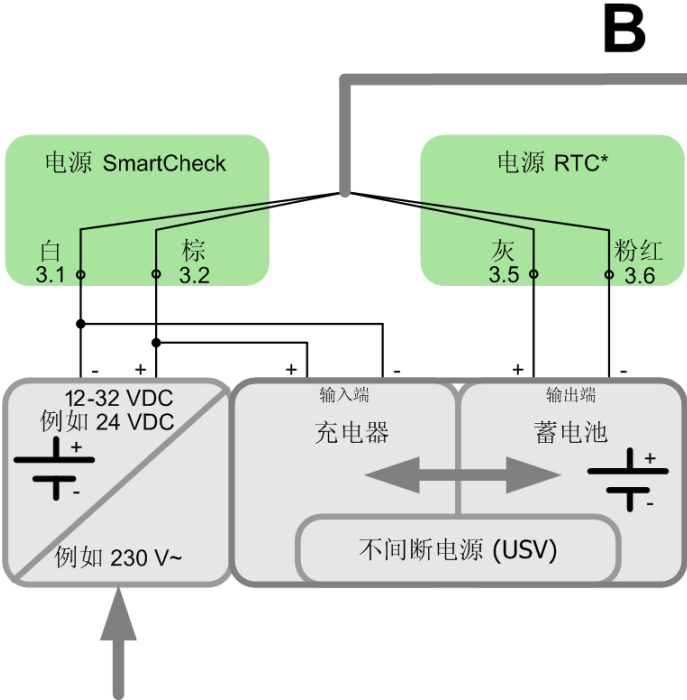 B
电源 SmartCheck
电源 RTC*
白
3.1
棕
3.2
灰
3.5
粉红
3.6
- +
+ -
+ -
12-32 VDC
例如 24 VDC
+
-
例如 230 V~
输入端
充电器
输出端
蓄电池
+
-
不间断电源 (USV)